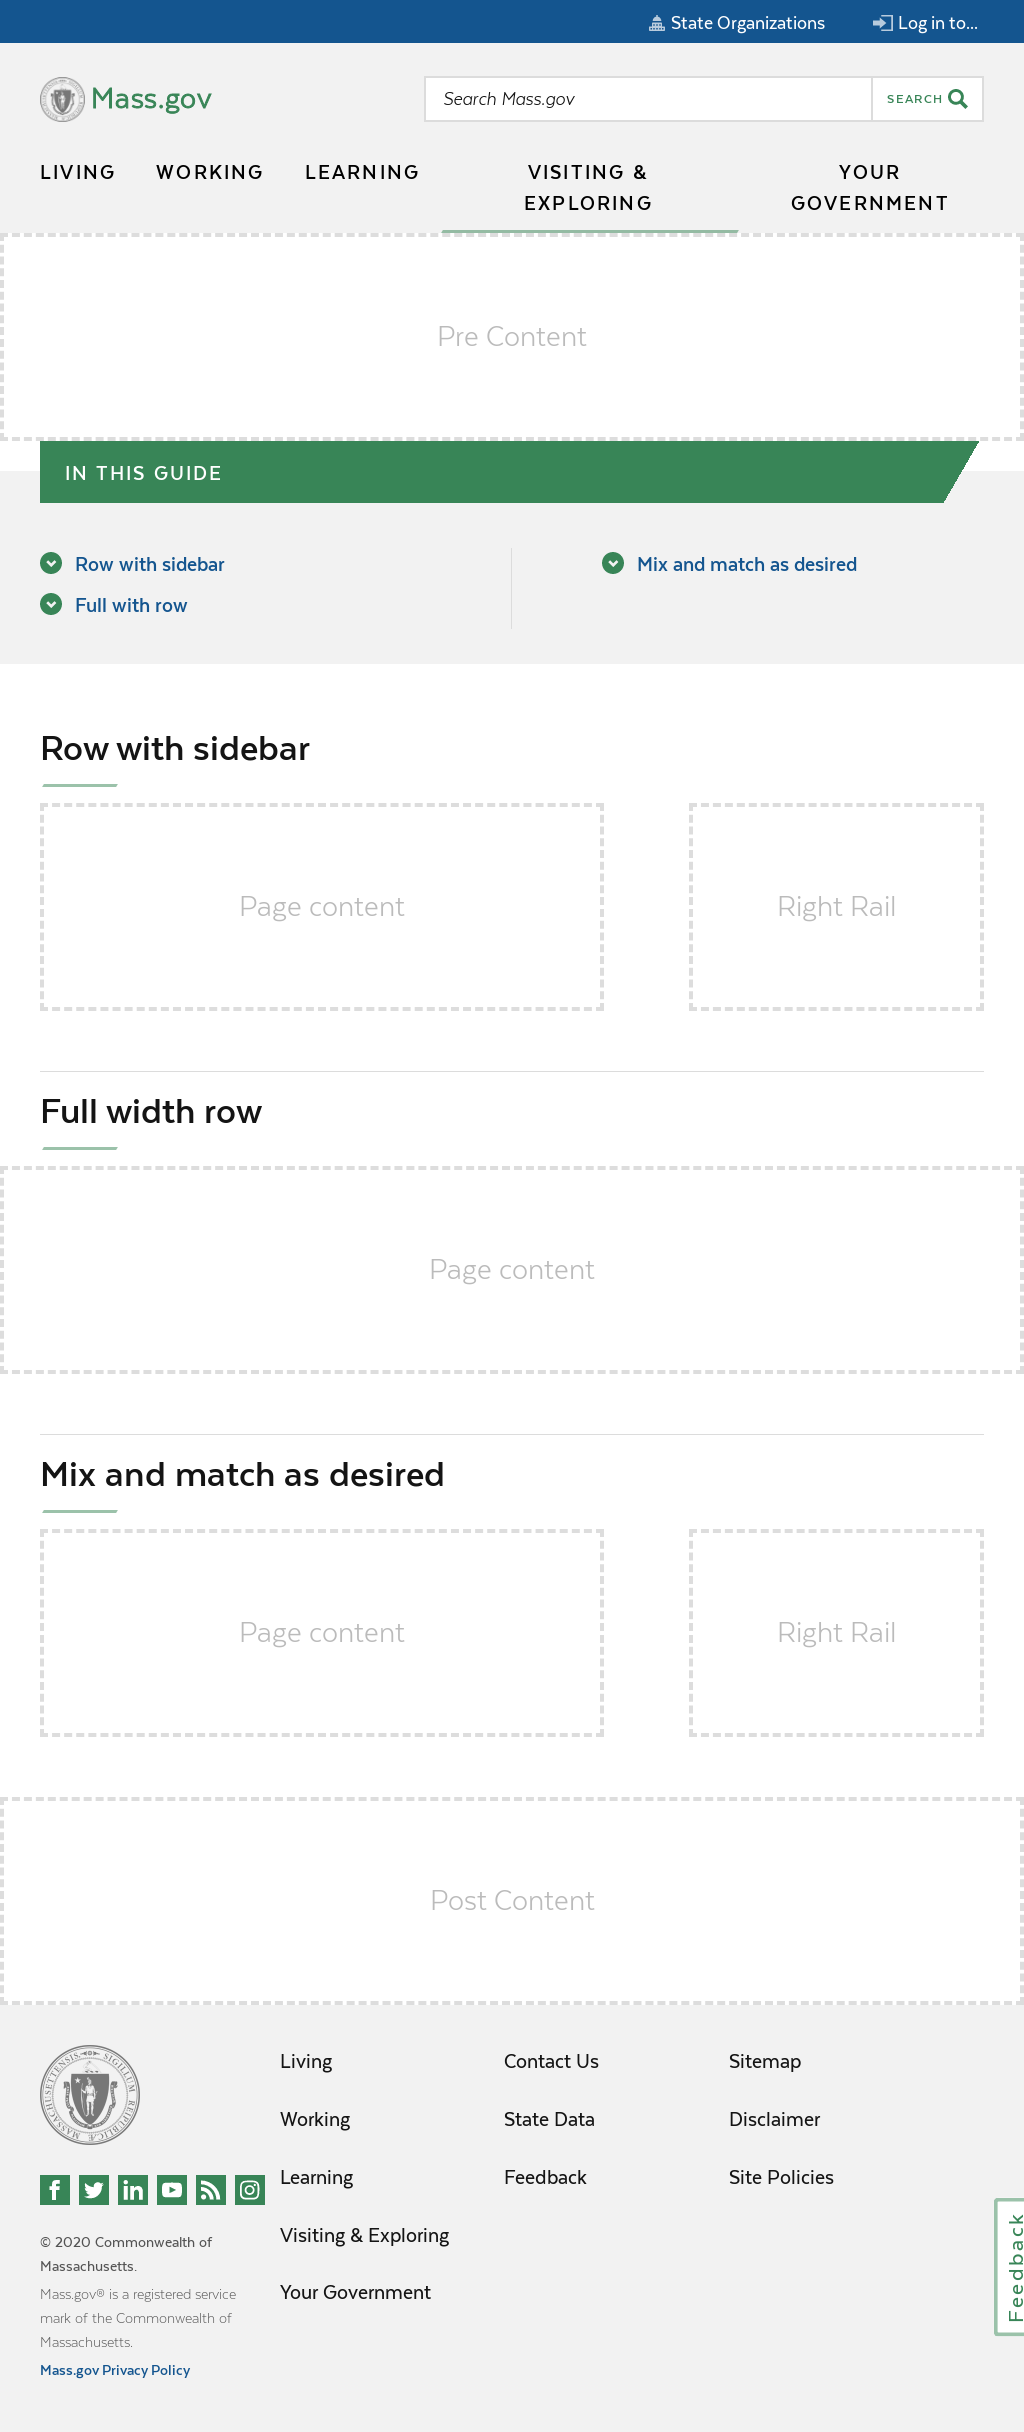 State Organizations
Log in to...
Mass.gov
Search Mass.gov
SEARCH
LIVING
WORKING
LEARNING
VISITING &
EXPLORING
YOUR
GOVERNMENT
Pre Content
IN THIS GUIDE
Row with sidebar
Full with row
Mix and match as desired
Row with sidebar
Page content
Right Rail
Full width row
Page content
Mix and match as desired
Page content
Right Rail
Post Content
Living
Working
Learning
Visiting & Exploring
Your Government
Contact Us
State Data
Feedback
Sitemap
Disclaimer
Site Policies
© 2020 Commonwealth of
Massachusetts.
Mass.gov® is a registered service
mark of the Commonwealth of
Massachusetts.
Mass.gov Privacy Policy
Feedback